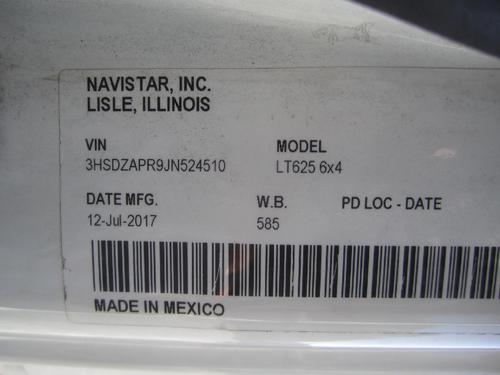 NAVISTAR, INC.
LISLE, ILLINOIS
VIN MODEL
3HSDZAPR9JN524510 LT625 6x4
DATE MFG. W.B. PD LOC - DATE
12-Jul-2017 585
MADE IN MEXICO